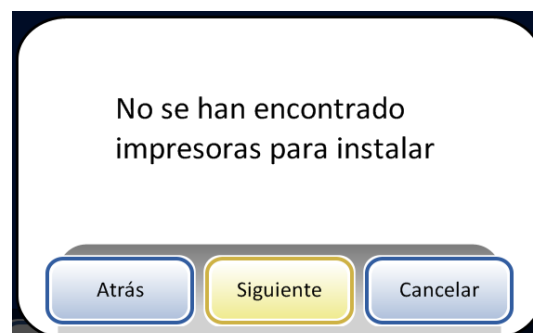 No se han encontrado
impresoras para instalar
Atrás
Siguiente
Cancelar